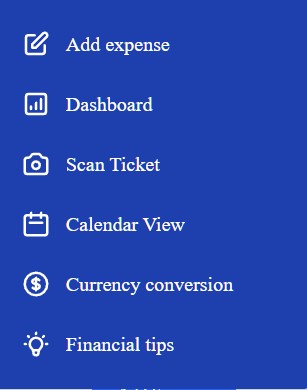 Add expense
Dashboard
Scan Ticket
Calendar View
Currency conversion
Financial tips